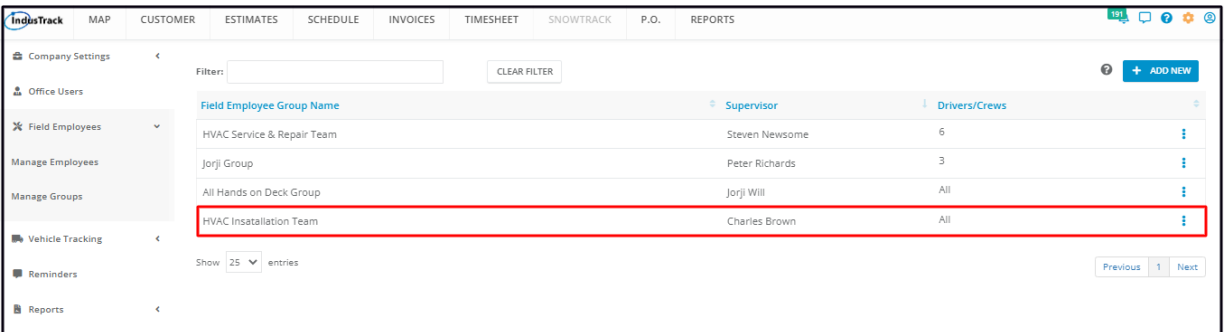 IndusTrack MAP CUSTOMER ESTIMATES SCHEDULE INVOICES TIMESHEET SNOWTRACK P.O. REPORTS 191
Company Settings
Office Users
Field Employees
Manage Employees
Manage Groups
Vehicle Tracking
Reminders
Reports
Filter: CLEAR FILTER + ADD NEW
Field Employee Group Name Supervisor Drivers/Crews
HVAC Service & Repair Team Steven Newsome 6
Jorji Group Peter Richards 3
All Hands on Deck Group Jorji Will All
HVAC Insatallation Team Charles Brown All
Show 25 entries Previous 1 Next